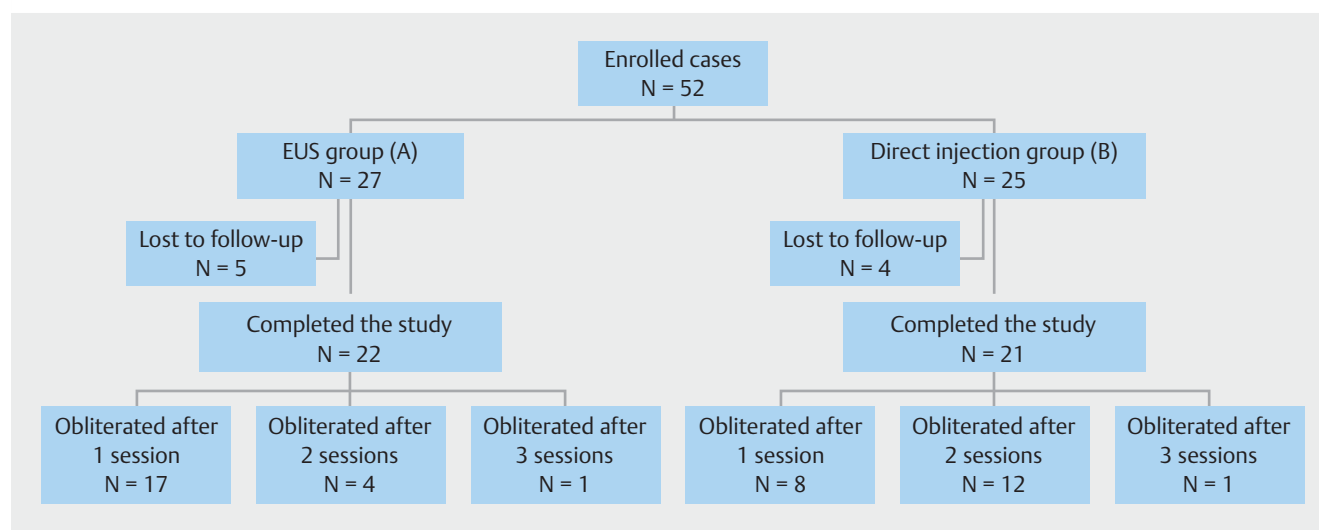 Enrolled cases
N = 52
EUS group (A)
N = 27
Direct injection group (B)
N = 25
Lost to follow-up
N = 5
Lost to follow-up
N = 4
Completed the study
N = 22
Completed the study
N = 21
Obliterated after
1 session
N = 17
Obliterated after
2 sessions
N = 4
Obliterated after
3 sessions
N = 1
Obliterated after
1 session
N = 8
Obliterated after
2 sessions
N = 12
Obliterated after
3 sessions
N = 1